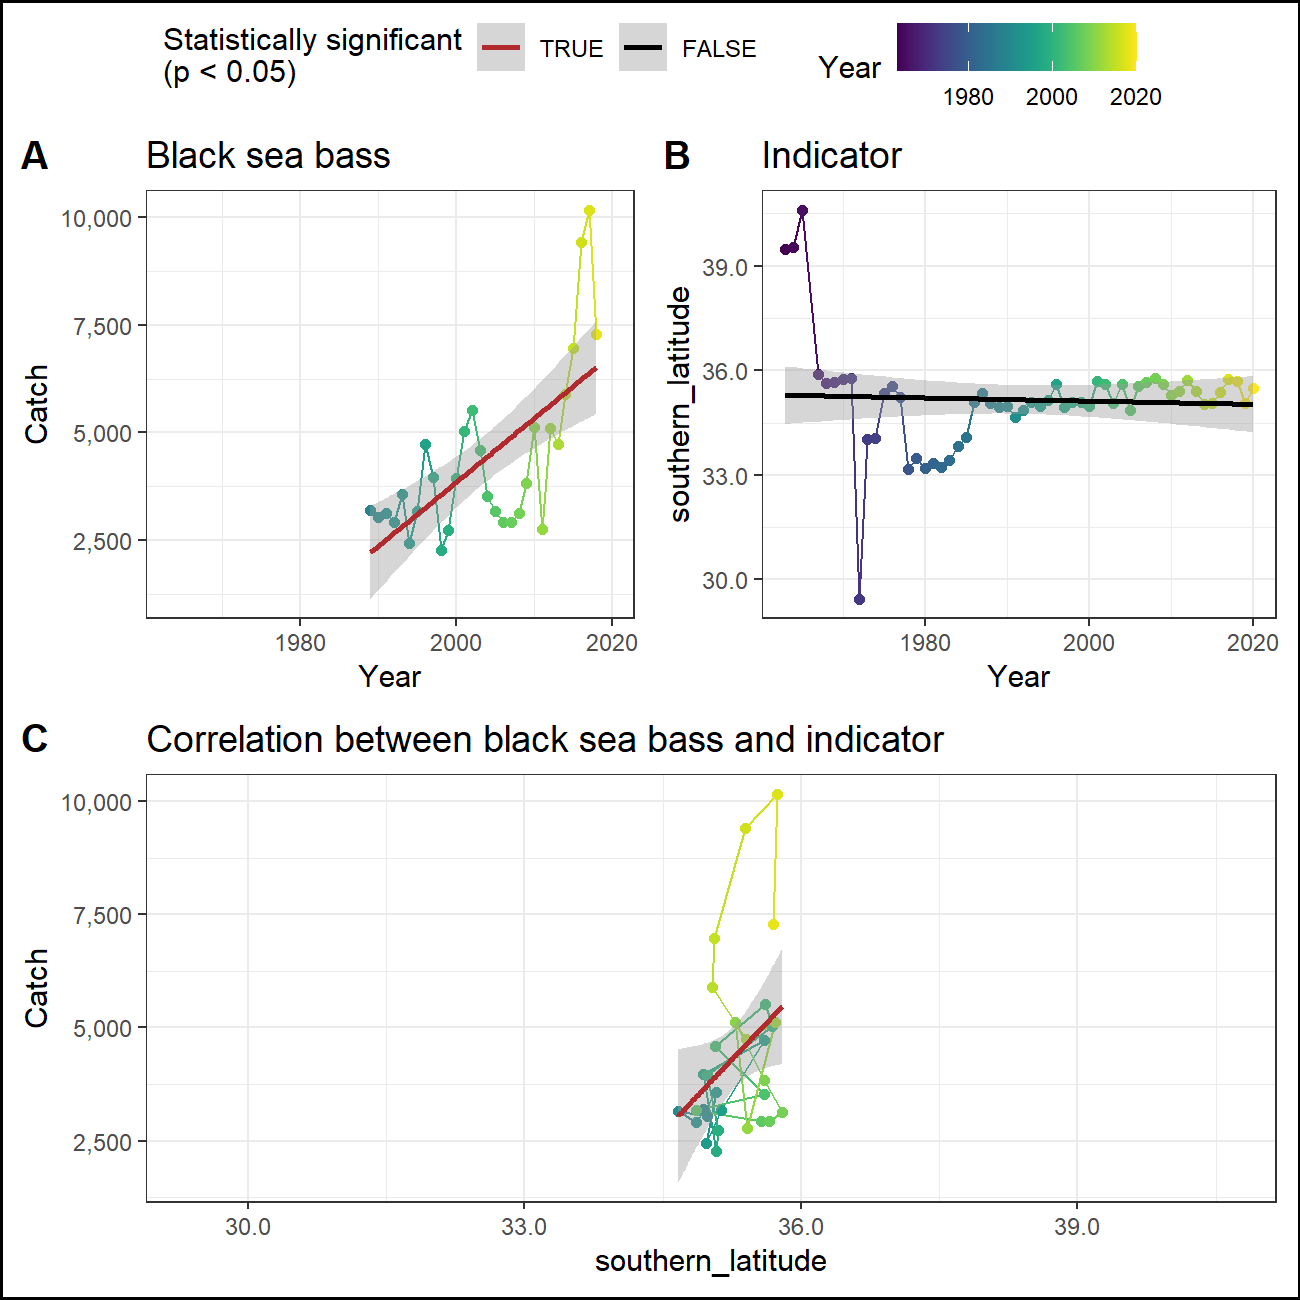 Statistically significant
(p < 0.05)
TRUE
FALSE
Year
1980 2000 2020
A Black sea bass
10,000
7,500
5,000
2,500
Catch
1980 2000 2020
Year
B Indicator
39.0
36.0
33.0
30.0
southern_latitude
1980 2000 2020
Year
C Correlation between black sea bass and indicator
10,000
7,500
5,000
2,500
Catch
30.0 33.0 36.0 39.0
southern_latitude